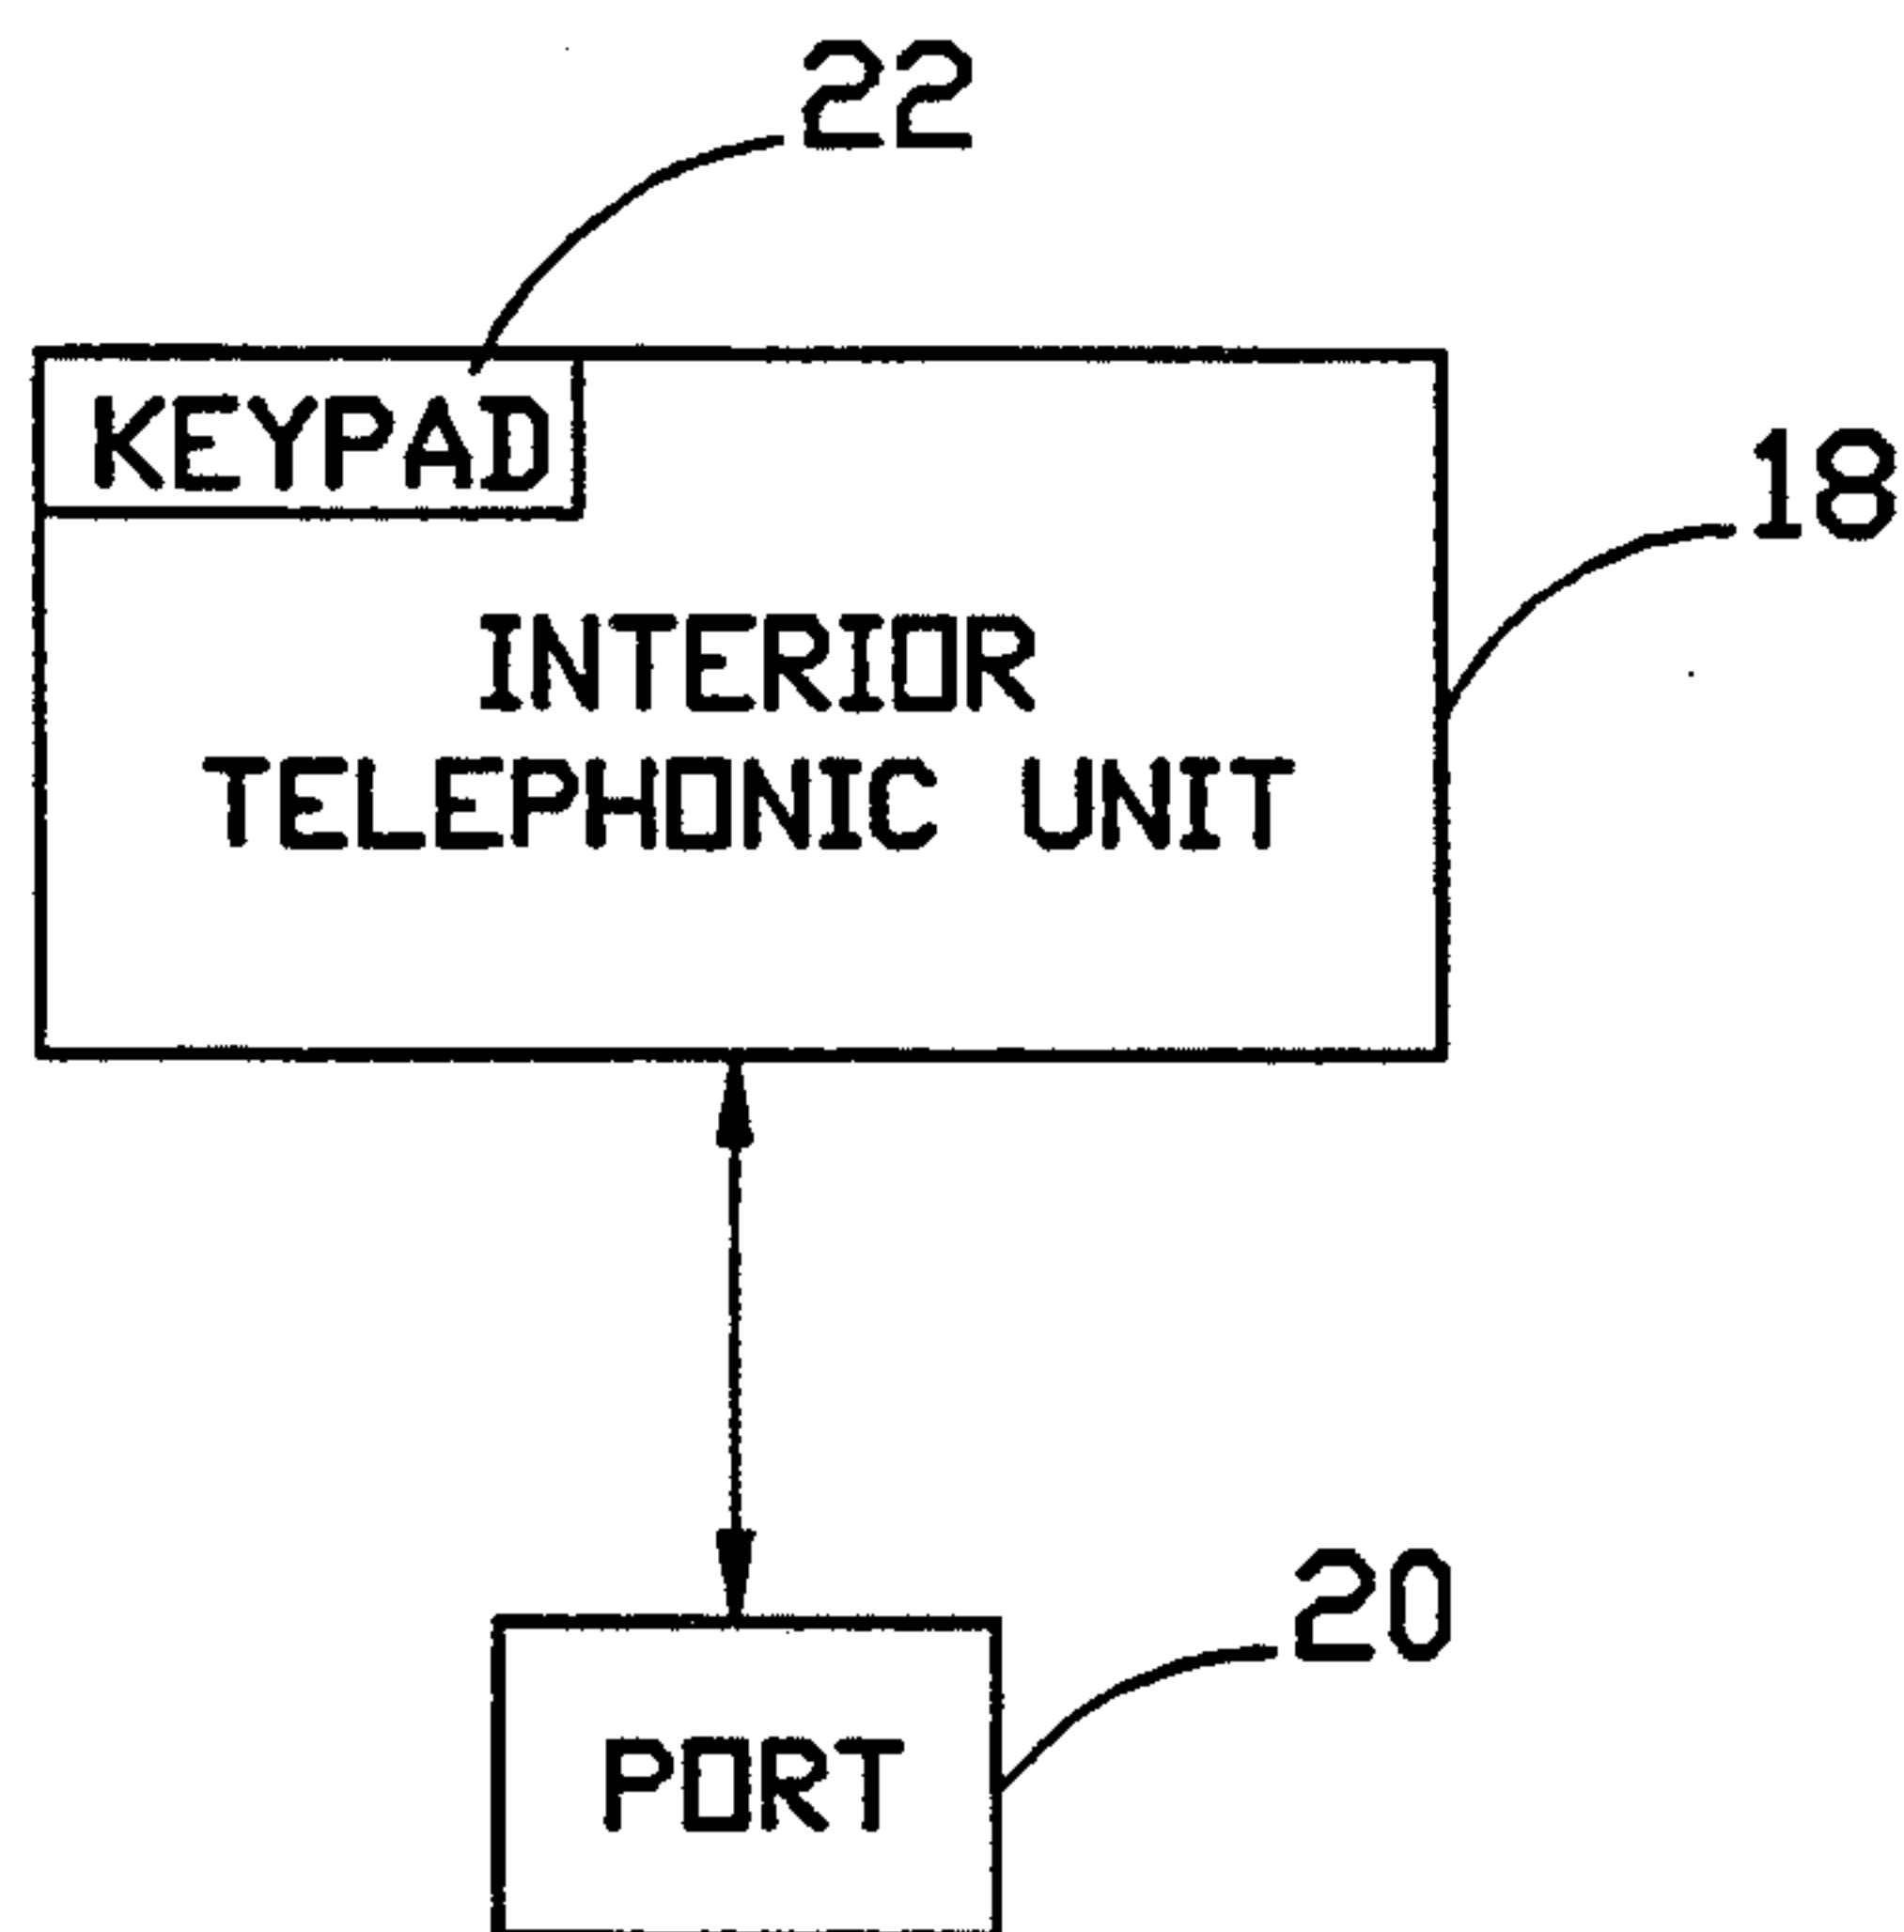 22
KEYPAD
18
INTERIOR
TELEPHONIC UNIT
20
PORT